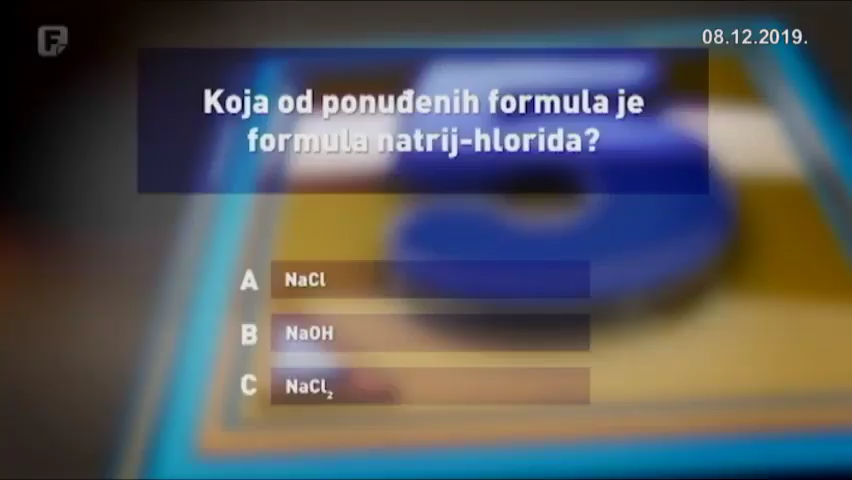 F
08.12.2019.
Koja od ponuđenih formula je
formula natrij-hlorida?
A NaCl
B NaOH
C NaCl₂